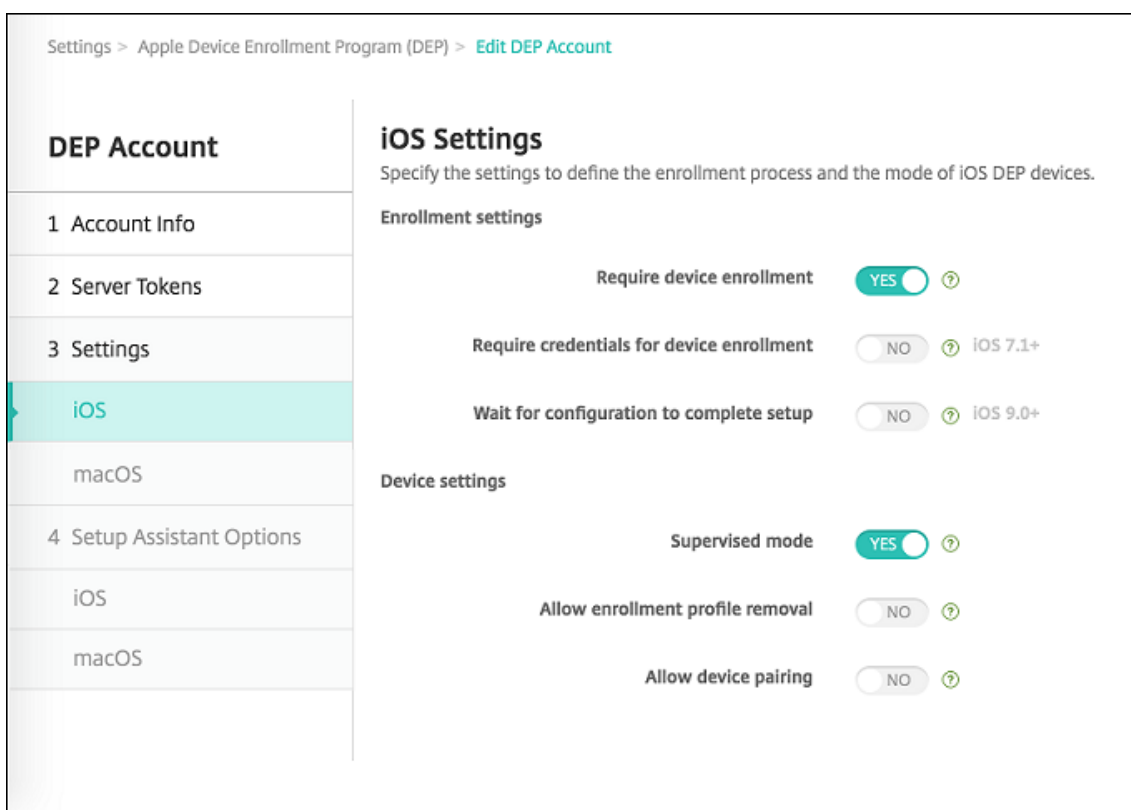 Settings > Apple Device Enrollment Program (DEP) > Edit DEP Account
DEP Account
1 Account Info
2 Server Tokens
3 Settings
iOS
macOS
4 Setup Assistant Options
iOS
macOS
iOS Settings
Specify the settings to define the enrollment process and the mode of iOS DEP devices.
Enrollment settings
Require device enrollment YES ?
Require credentials for device enrollment NO ? iOS 7.1+
Wait for configuration to complete setup NO ? iOS 9.0+
Device settings
Supervised mode YES ?
Allow enrollment profile removal NO ?
Allow device pairing NO ?